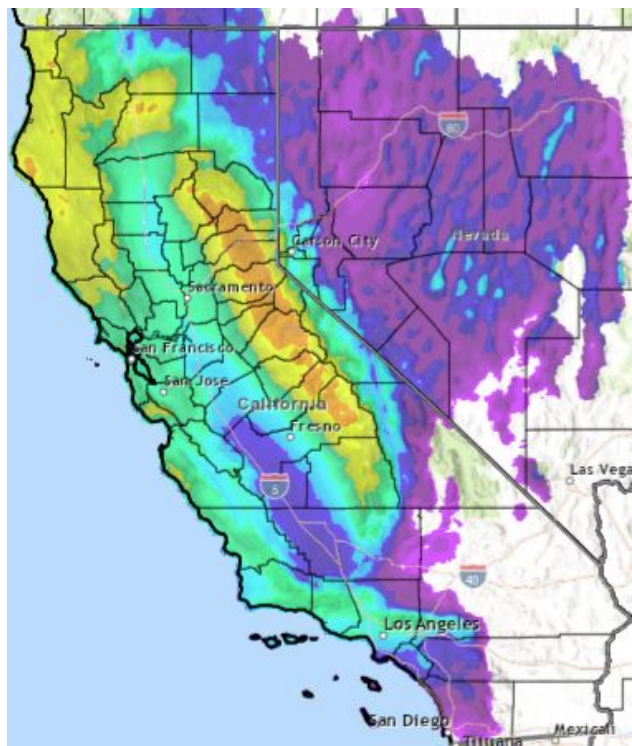 80
Carson City
Nevada
Sacramento
San Francisco
San Jose
California
Fresno
5
Las Vega
40
Los Angeles
San Diego
Tijuana
Mexicali